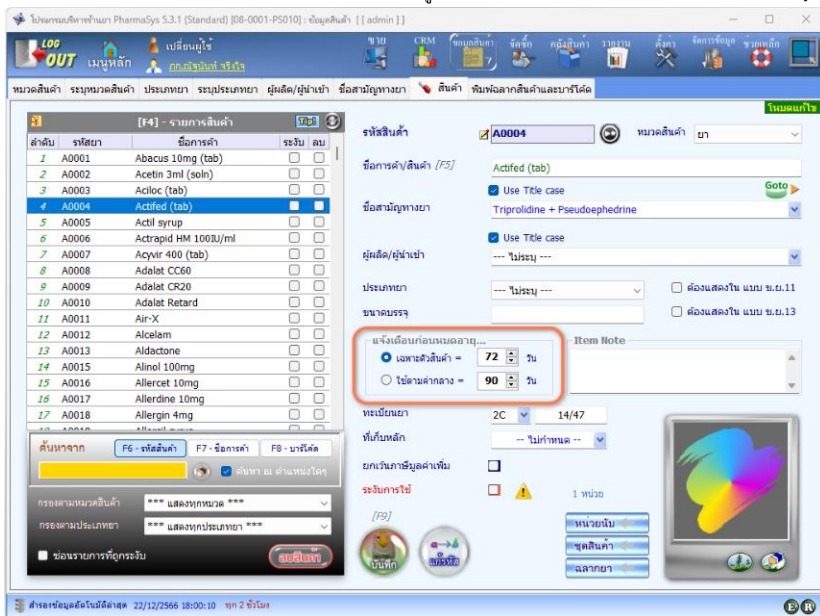 โปรแกรมบริหารร้านยา PharmaSys 5.3.1 (Standard) [08-0001-PS010] : ข้อมูลสินค้า [[ admin ]]
LOG OUT เมนูหลัก เปลี่ยนผู้ใช้
ขาย CRM ข้อมูลสินค้า จัดซื้อ คลังสินค้า รายงาน ตั้งค่า จัดการข้อมูล ช่วยเหลือ
หมวดสินค้า ระบุหมวดสินค้า ประเภทยา ระบุประเภทยา ผู้ผลิต/ผู้นำเข้า ชื่อสามัญทางยา สินค้า พิมพ์ฉลากสินค้าและบาร์โค้ด
โหมดแก้ไข
[F4] - รายการสินค้า
ลำดับ รหัสยา ชื่อการค้า ระงับ ลบ
1 A0001 Abacus 10mg (tab)
2 A0002 Acetin 3ml (soln)
3 A0003 Aciloc (tab)
4 A0004 Actifed (tab)
5 A0005 Actil syrup
6 A0006 Actrapid HM 100IU/ml
7 A0007 Acyvir 400 (tab)
8 A0008 Adalat CC60
9 A0009 Adalat CR20
10 A0010 Adalat Retard
11 A0011 Air-X
12 A0012 Alcelam
13 A0013 Aldactone
14 A0015 Alinol 100mg
15 A0016 Allercet 10mg
16 A0017 Allerdine 10mg
17 A0018 Allergin 4mg
ค้นหาจาก F6 - รหัสสินค้า F7 - ชื่อการค้า F8 - บาร์โค้ด
ค้นหา ณ ตำแหน่งใดๆ
กรองตามหมวดสินค้า *** แสดงทุกหมวด ***
กรองตามประเภทยา *** แสดงทุกประเภทยา ***
ซ่อนรายการที่ถูกระงับ ลบสินค้า
รหัสสินค้า A0004 หมวดสินค้า ยา
ชื่อการค้า/สินค้า [F5] Actifed (tab)
Use Title case Goto
ชื่อสามัญทางยา Triprolidine + Pseudoephedrine
Use Title case
ผู้ผลิต/ผู้นำเข้า --- ไม่ระบุ ---
ประเภทยา --- ไม่ระบุ --- ต้องแสดงใน แบบ ข.ย.11
ขนาดบรรจุ ต้องแสดงใน แบบ ข.ย.13
แจ้งเตือนก่อนหมดอายุ... Item Note
เฉพาะตัวสินค้า = 72 วัน
ใช้ตามค่ากลาง = 90 วัน
ทะเบียนยา 2C 14/47
ที่เก็บหลัก -- ไม่กำหนด --
ยกเว้นภาษีมูลค่าเพิ่ม
ระงับการใช้ 1 หน่วย
[F9] หน่วยนับ
บันทึก a→b แก้รหัส ชุดสินค้า
ฉลากยา
สำรองข้อมูลอัตโนมัติล่าสุด 22/12/2566 18:00:10 ทุก 2 ชั่วโมง